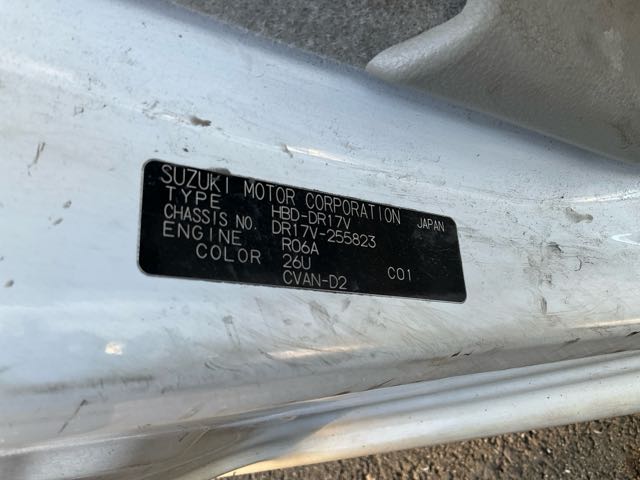 SUZUKI MOTOR CORPORATION JAPAN
TYPE HBD-DR17V
CHASSIS NO. DR17V-255823
ENGINE R06A
COLOR 26U C01
CVAN-D2